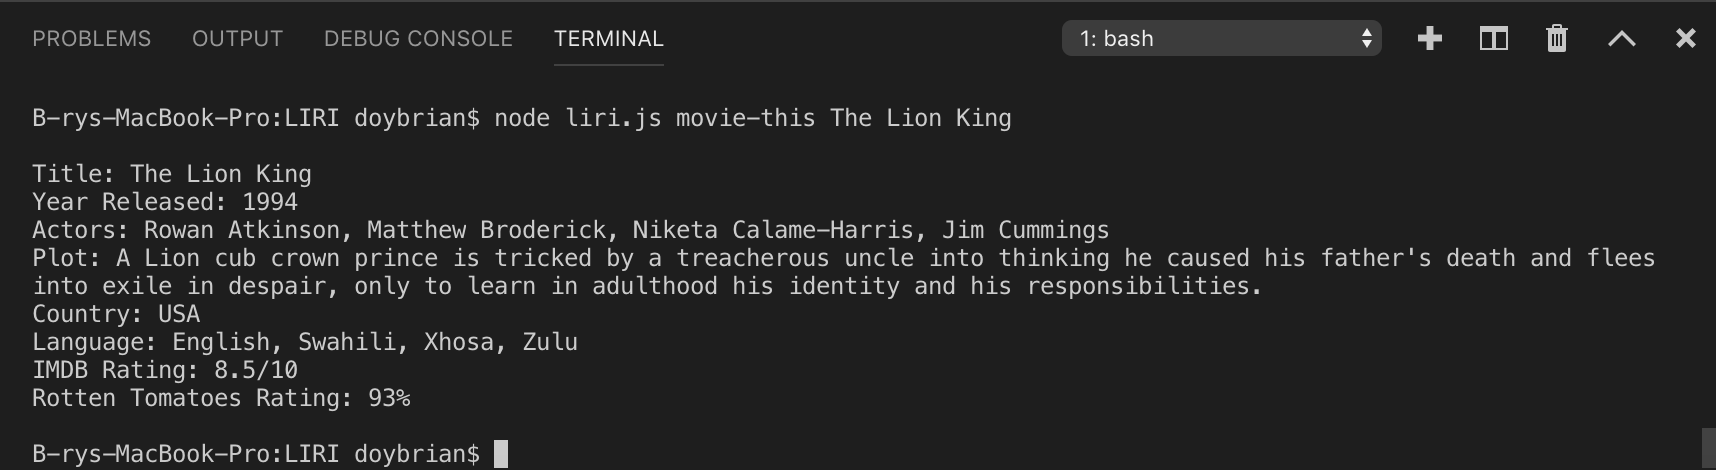 PROBLEMS OUTPUT DEBUG CONSOLE TERMINAL 1: bash
B-rys-MacBook-Pro:LIRI doybrian$ node liri.js movie-this The Lion King
Title: The Lion King
Year Released: 1994
Actors: Rowan Atkinson, Matthew Broderick, Niketa Calame-Harris, Jim Cummings
Plot: A Lion cub crown prince is tricked by a treacherous uncle into thinking he caused his father's death and flees
into exile in despair, only to learn in adulthood his identity and his responsibilities.
Country: USA
Language: English, Swahili, Xhosa, Zulu
IMDB Rating: 8.5/10
Rotten Tomatoes Rating: 93%
B-rys-MacBook-Pro:LIRI doybrian$